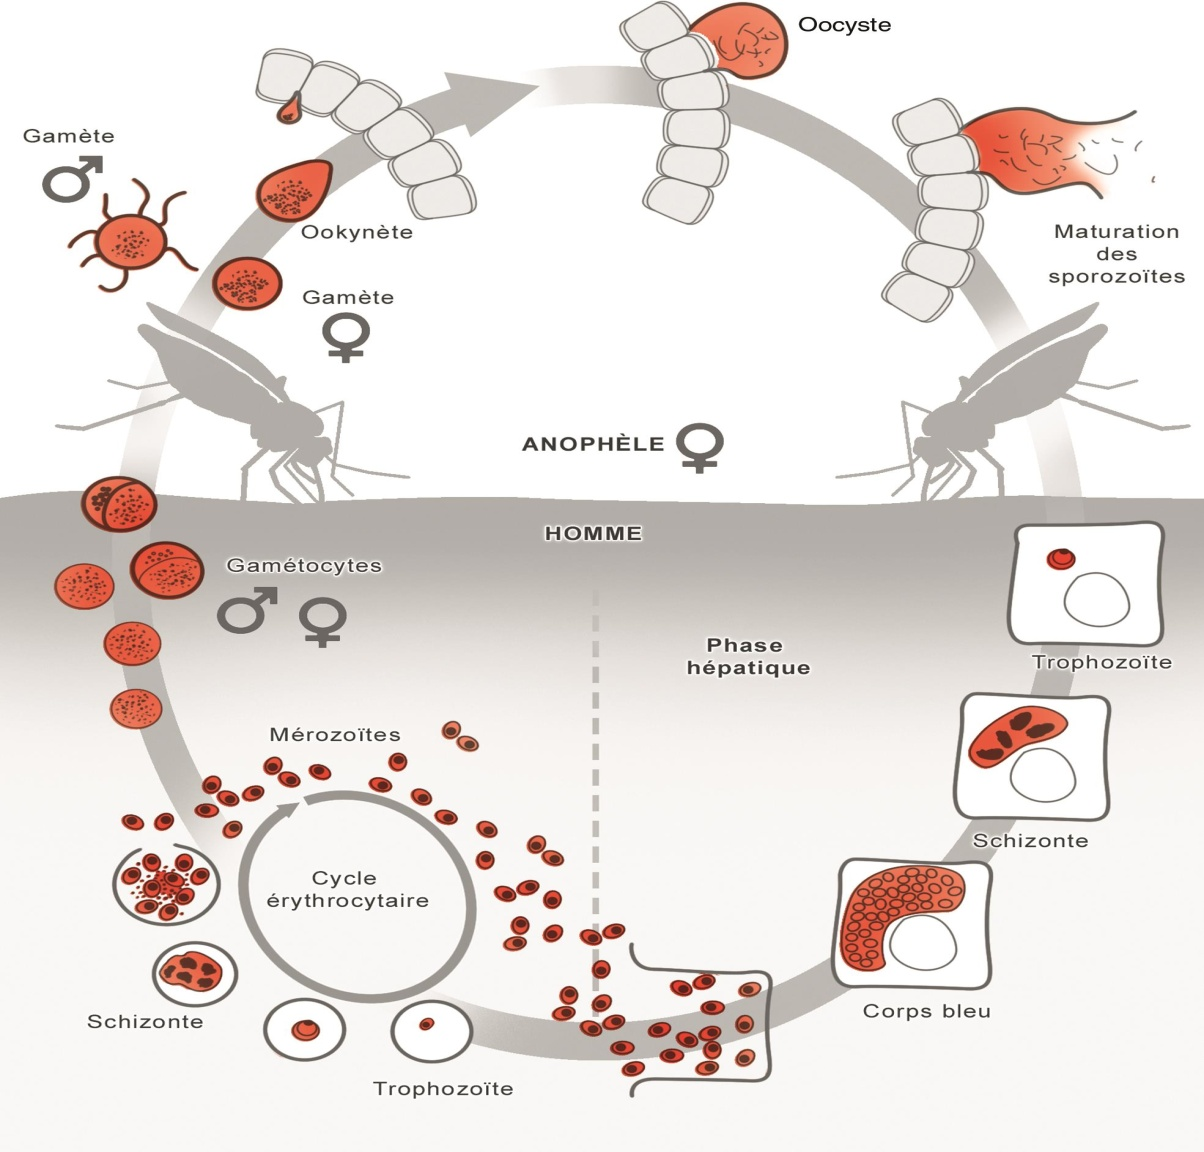 Oocyste
Gamète
Ookynète
Maturation
des
sporozoïtes
Gamète
ANOPHÈLE
HOMME
Gamétocytes
Phase
hépatique
Trophozoïte
Mérozoïtes
Schizonte
Cycle
érythrocytaire
Corps bleu
Schizonte
Trophozoïte